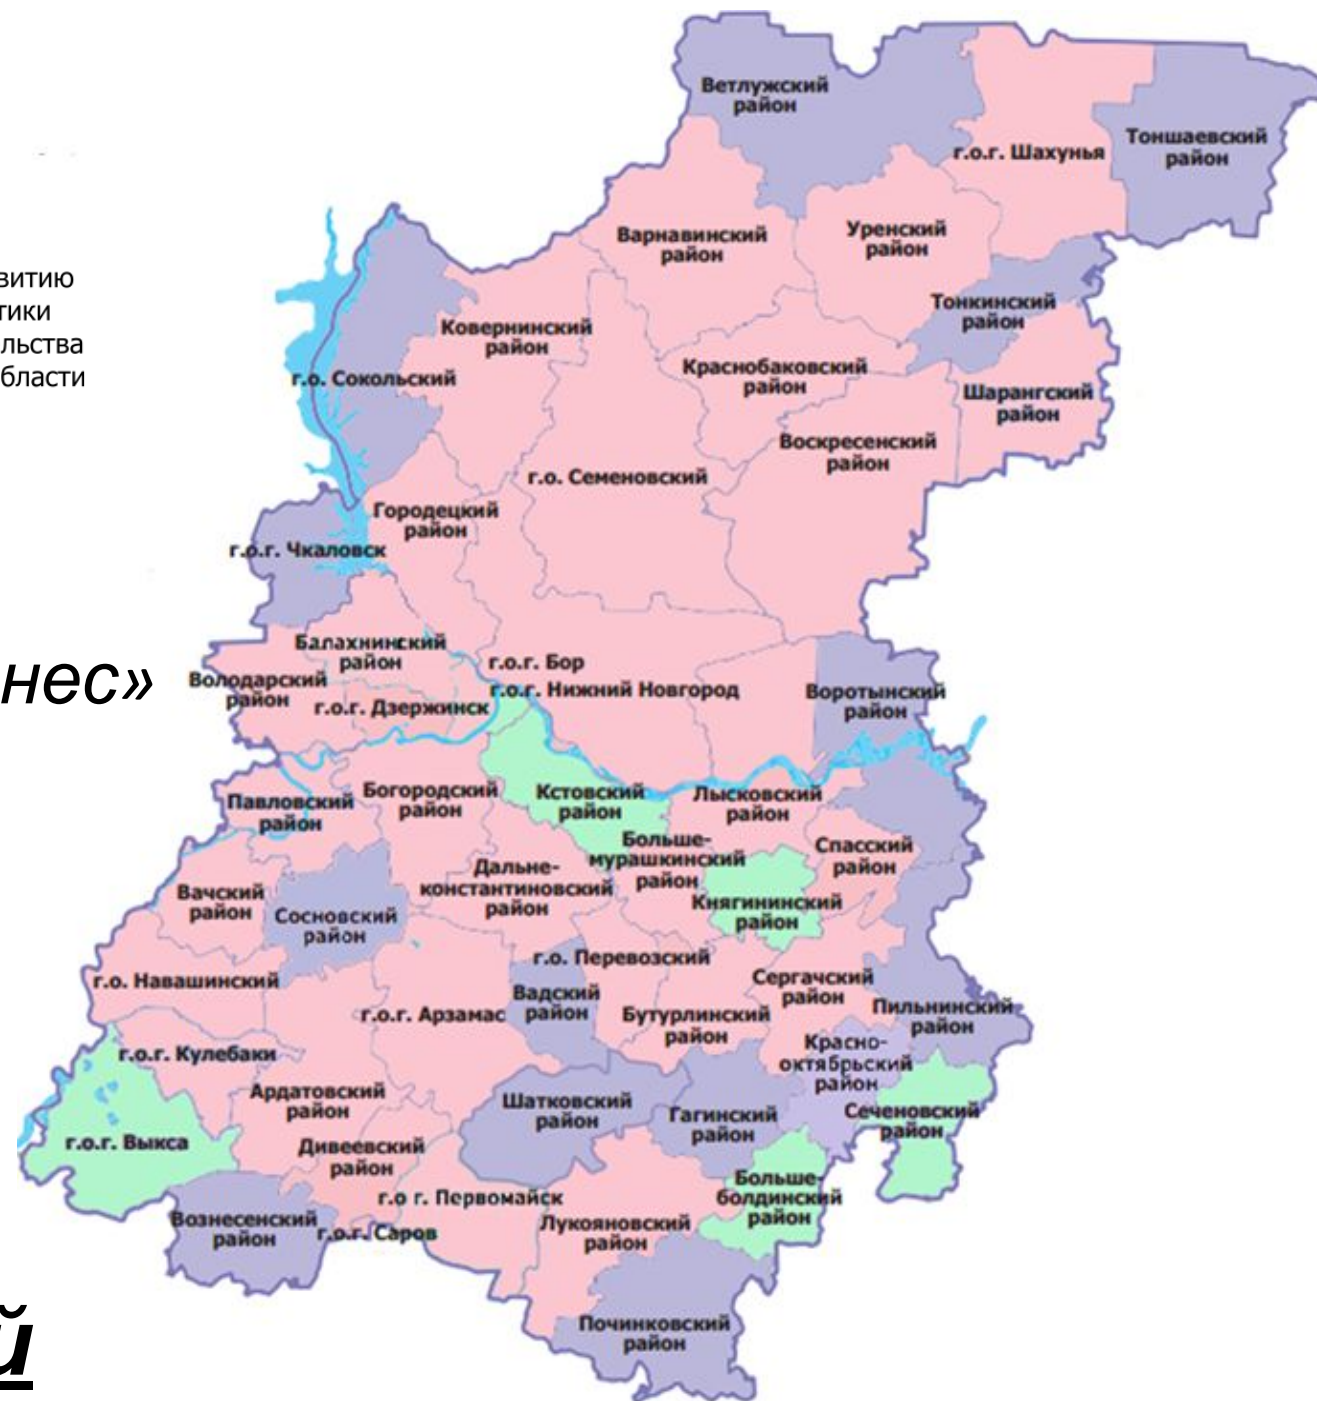 Ветлужский
район
г.о.г. Шахунья
Тоншаевский
район
Варнавинский
район
Уренский
район
витию
тики
льства
бласти
Тонкинский
район
Ковернинский
район
г.о. Сокольский
Краснобаковский
район
Шарангский
район
Воскресенский
район
г.о. Семеновский
Городецкий
район
г.о.г. Чкаловск
Балахнинский
район
нес»
Володарский
район
г.о.г. Бор
г.о.г. Нижний Новгород
г.о.г. Дзержинск
Воротынский
район
Павловский
район
Богородский
район
Кстовский
район
Лысковский
район
Больше-
мурашкинский
район
Спасский
район
Вачский
район
Сосновский
район
Дальне-
константиновский
район
Княгининский
район
г.о. Перевозский
г.о. Навашинский
Вадский
район
Сергачский
район
г.о.г. Арзамас
Бутурлинский
район
Пильнинский
район
г.о.г. Кулебаки
Красно-
октябрьский
район
Ардатовский
район
Шатковский
район
Гагинский
район
Сеченовский
район
г.о.г. Выкса
Дивеевский
район
Больше-
болдинский
район
г.о г. Первомайск
Вознесенский
район
г.о.г. Саров
Лукояновский
район
Починковский
район
й